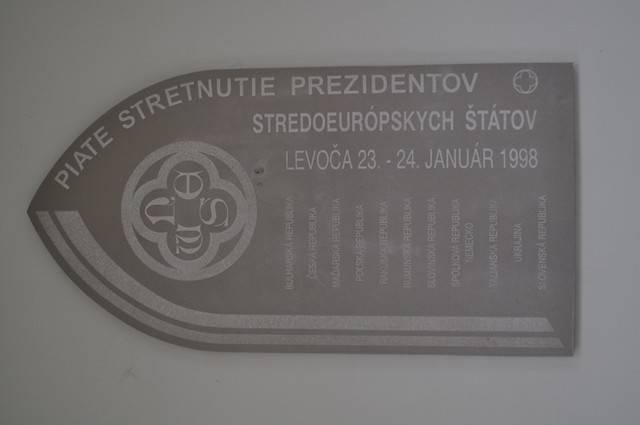 PIATE STRETNUTIE PREZIDENTOV
STREDOEURÓPSKYCH ŠTÁTOV
LEVOČA 23. - 24. JANUÁR 1998
BULHARSKÁ REPUBLIKA
ČESKÁ REPUBLIKA
MAĎARSKÁ REPUBLIKA
POĽSKÁ REPUBLIKA
RAKÚSKA REPUBLIKA
RUMUNSKÁ REPUBLIKA
SLOVINSKÁ REPUBLIKA
SPOLKOVÁ REPUBLIKA
NEMECKO
TALIANSKA REPUBLIKA
UKRAJINA
SLOVENSKÁ REPUBLIKA